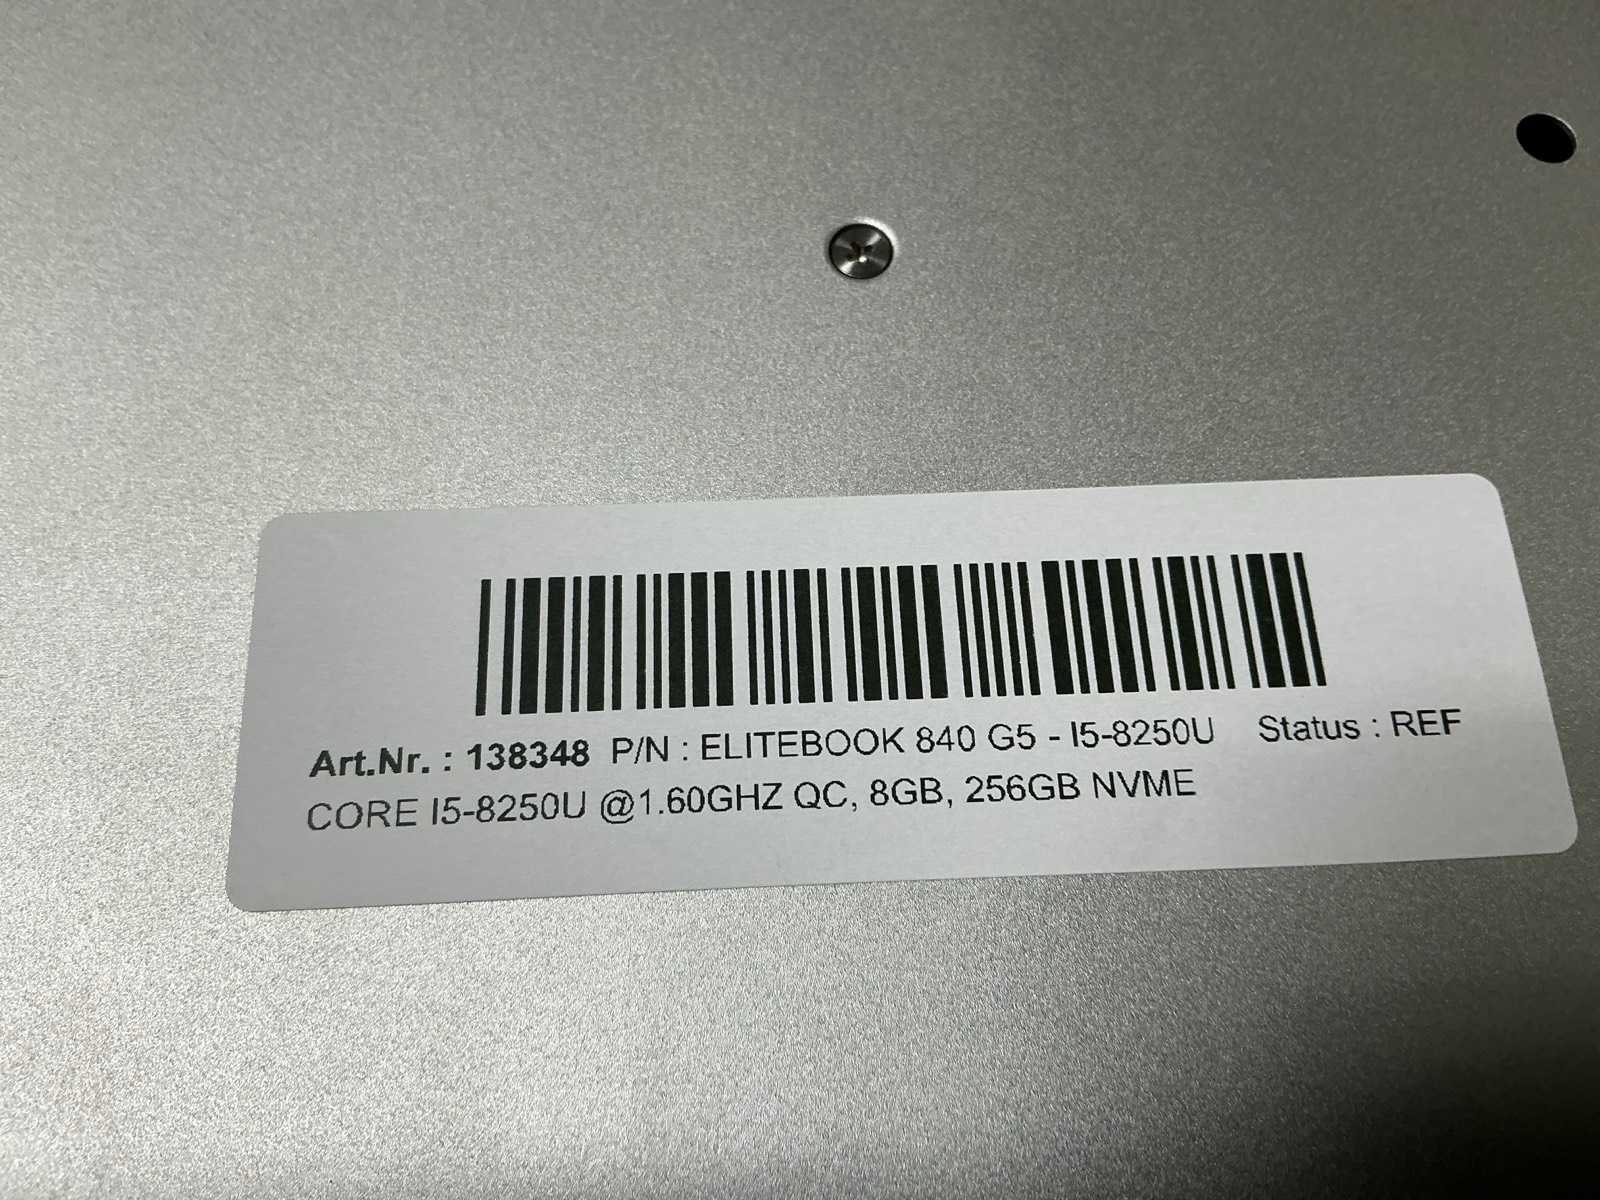 Art.Nr. : 138348 P/N : ELITEBOOK 840 G5 - I5-8250U Status : REF
CORE I5-8250U @1.60GHZ QC, 8GB, 256GB NVME